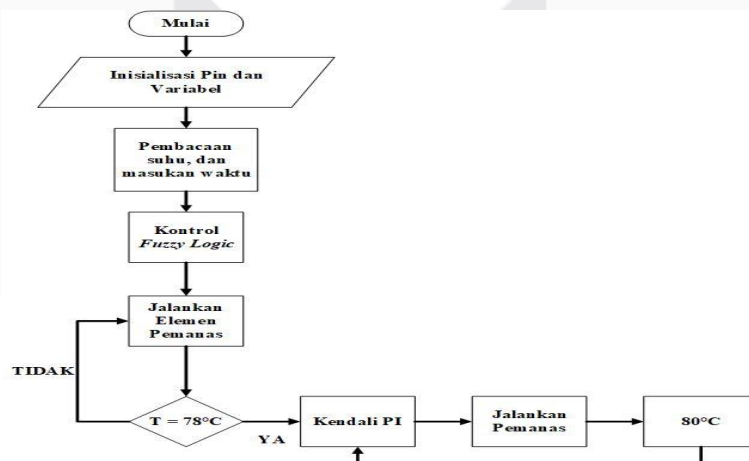 Mulai
Inisialisasi Pin dan
Variabel
Pembacaan
suhu, dan
masukan waktu
Kontrol
Fuzzy Logic
Jalankan
Elemen
Pemanas
TIDAK
T = 78°C
YA
Kendali PI
Jalankan
Pemanas
80°C